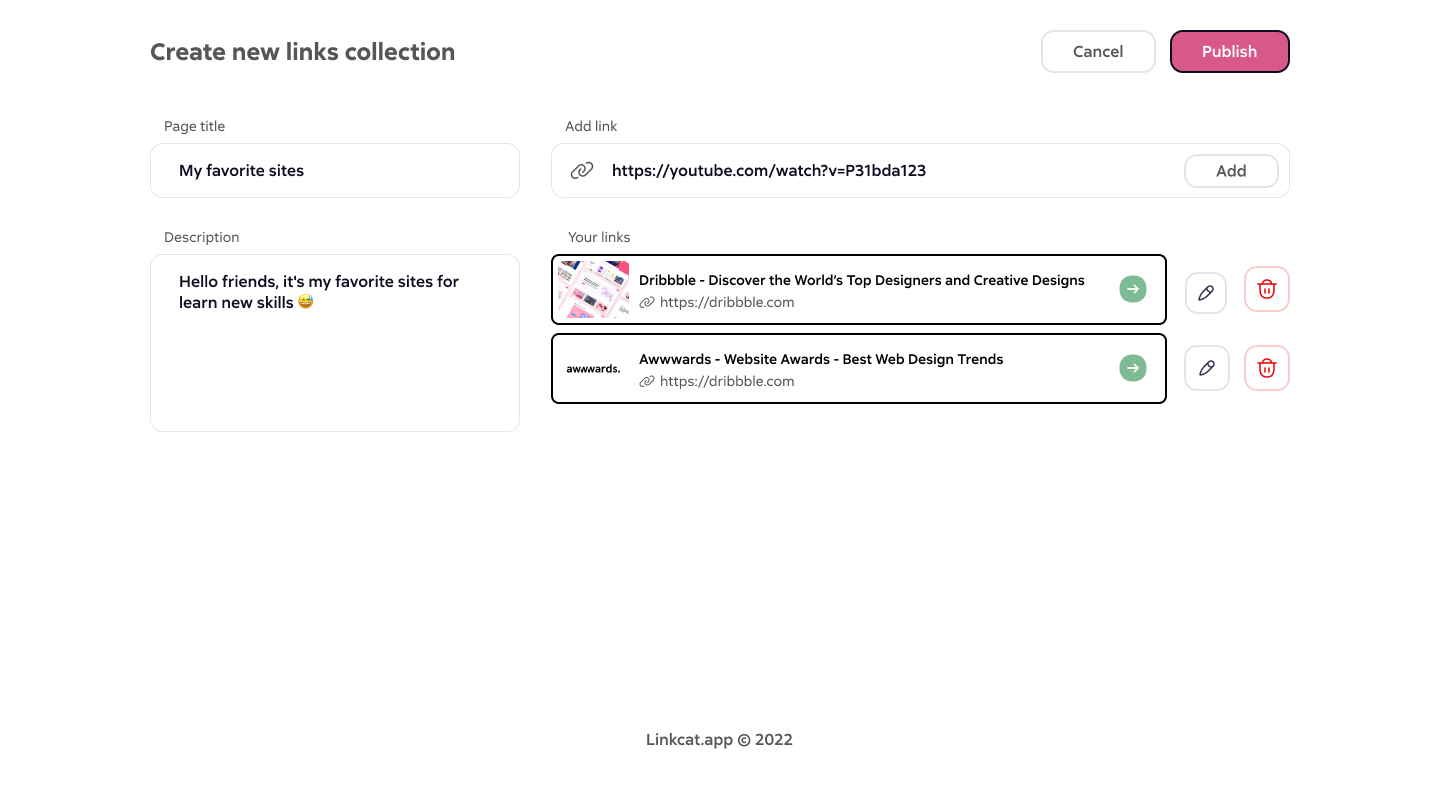 Create new links collection
Cancel
Publish
Page title
My favorite sites
Add link
https://youtube.com/watch?v=P31bda123
Add
Description
Hello friends, it's my favorite sites for
learn new skills 😅
Your links
Dribbble - Discover the World’s Top Designers and Creative Designs
https://dribbble.com
awwwards.
Awwwards - Website Awards - Best Web Design Trends
https://dribbble.com
Linkcat.app © 2022